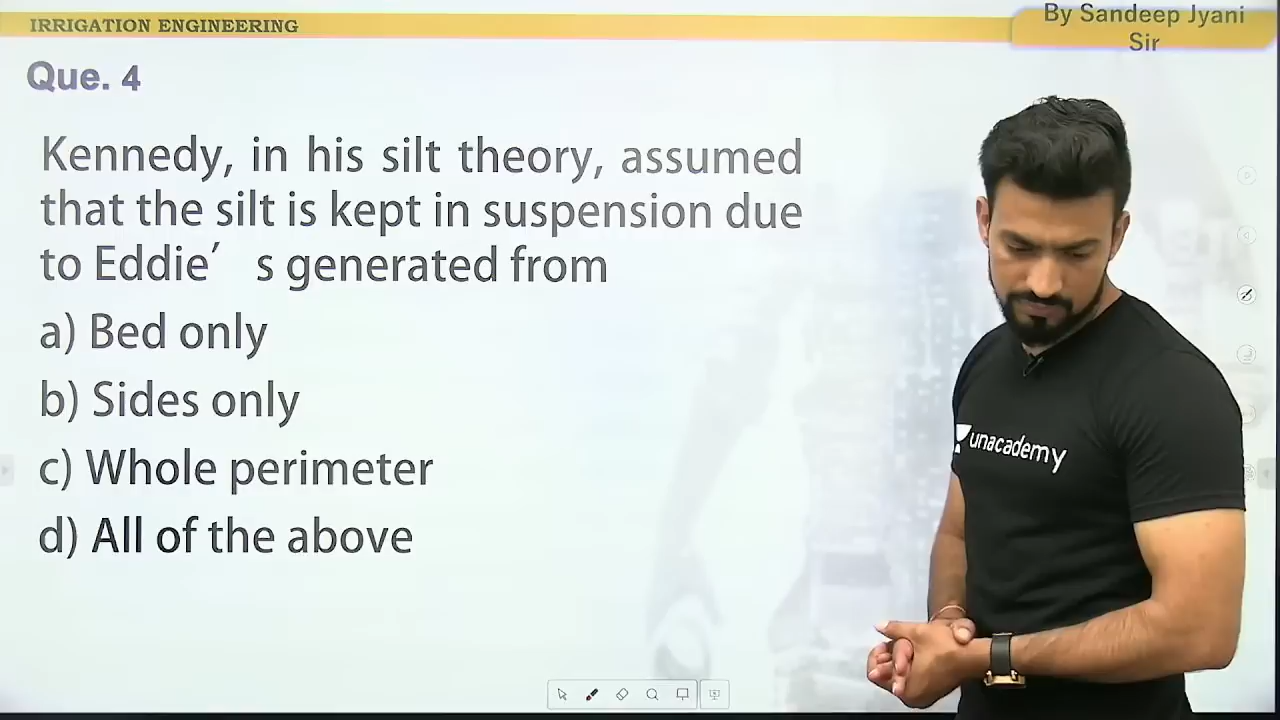 IRRIGATION ENGINEERING
By Sandeep Jyani
Sir
Que. 4
Kennedy, in his silt theory, assumed
that the silt is kept in suspension due
to Eddie’ s generated from
a) Bed only
b) Sides only
c) Whole perimeter
d) All of the above
unacademy